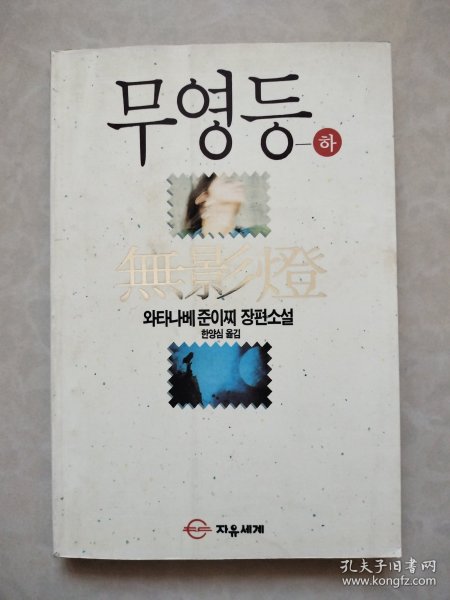 무영등
下
無影燈
와타나베 준이찌 장편소설
한양심 옮김
자유세계
孔夫子旧书网
www.kongfz.com